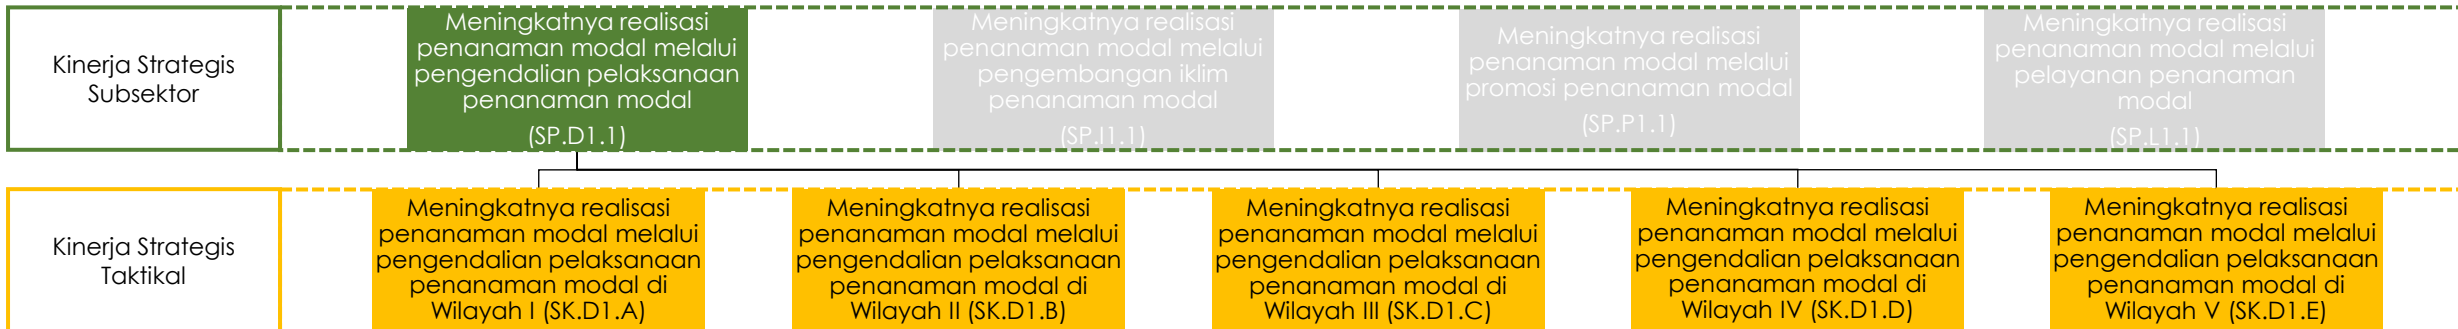 Kinerja Strategis
Subsektor
Meningkatnya realisasi
penanaman modal melalui
pengendalian pelaksanaan
penanaman modal
(SP.D1.1)
Meningkatnya realisasi
penanaman modal melalui
pengembangan iklim
penanaman modal
(SP.I1.1)
Meningkatnya realisasi
penanaman modal melalui
promosi penanaman modal
(SP.P1.1)
Meningkatnya realisasi
penanaman modal melalui
pelayanan penanaman
modal
(SP.L1.1)
Kinerja Strategis
Taktikal
Meningkatnya realisasi
penanaman modal melalui
pengendalian pelaksanaan
penanaman modal di
Wilayah I (SK.D1.A)
Meningkatnya realisasi
penanaman modal melalui
pengendalian pelaksanaan
penanaman modal di
Wilayah II (SK.D1.B)
Meningkatnya realisasi
penanaman modal melalui
pengendalian pelaksanaan
penanaman modal di
Wilayah III (SK.D1.C)
Meningkatnya realisasi
penanaman modal melalui
pengendalian pelaksanaan
penanaman modal di
Wilayah IV (SK.D1.D)
Meningkatnya realisasi
penanaman modal melalui
pengendalian pelaksanaan
penanaman modal di
Wilayah V (SK.D1.E)